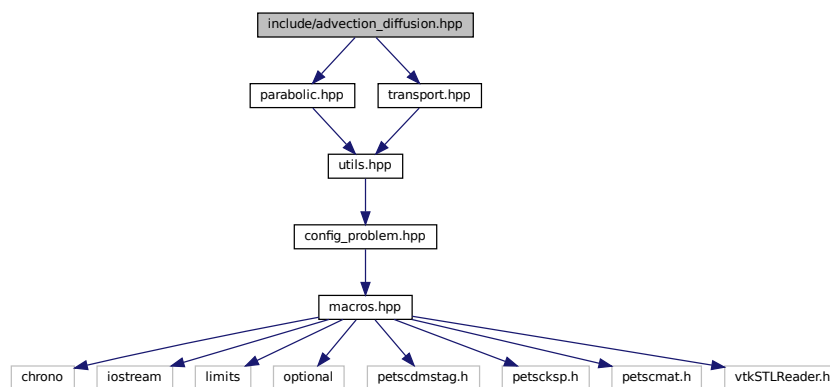 include/advection_diffusion.hpp
parabolic.hpp
transport.hpp
utils.hpp
config_problem.hpp
macros.hpp
chrono
iostream
limits
optional
petscdmstag.h
petscksp.h
petscmat.h
vtkSTLReader.h